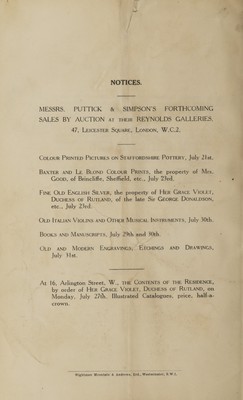 NOTICES.
MESSRS. PUTTICK & SIMPSON'S FORTHCOMING
SALES BY AUCTION AT THEIR REYNOLDS GALLERIES,
47, LEICESTER SQUARE, LONDON, W.C.2.
COLOUR PRINTED PICTURES ON STAFFORDSHIRE POTTERY, July 21st.
BAXTER AND LE BLOND COLOUR PRINTS, the property of MRS.
GOOD, of Brincliffe, Sheffield, etc., July 23rd.
FINE OLD ENGLISH SILVER, the property of HER GRACE VIOLET,
DUCHESS OF RUTLAND, of the late SIR GEORGE DONALDSON,
etc., July 23rd.
OLD ITALIAN VIOLINS AND OTHER MUSICAL INSTRUMENTS, July 30th.
BOOKS AND MANUSCRIPTS, July 29th and 30th.
OLD AND MODERN ENGRAVINGS, ETCHINGS AND DRAWINGS,
July 31st.
At 16, Arlington Street, W., THE CONTENTS OF THE RESIDENCE,
by order of HER GRACE VIOLET, DUCHESS OF RUTLAND, on
Monday, July 27th. Illustrated Catalogues, price, half-a-
crown.
Ltd., Westminster, S.W.1.